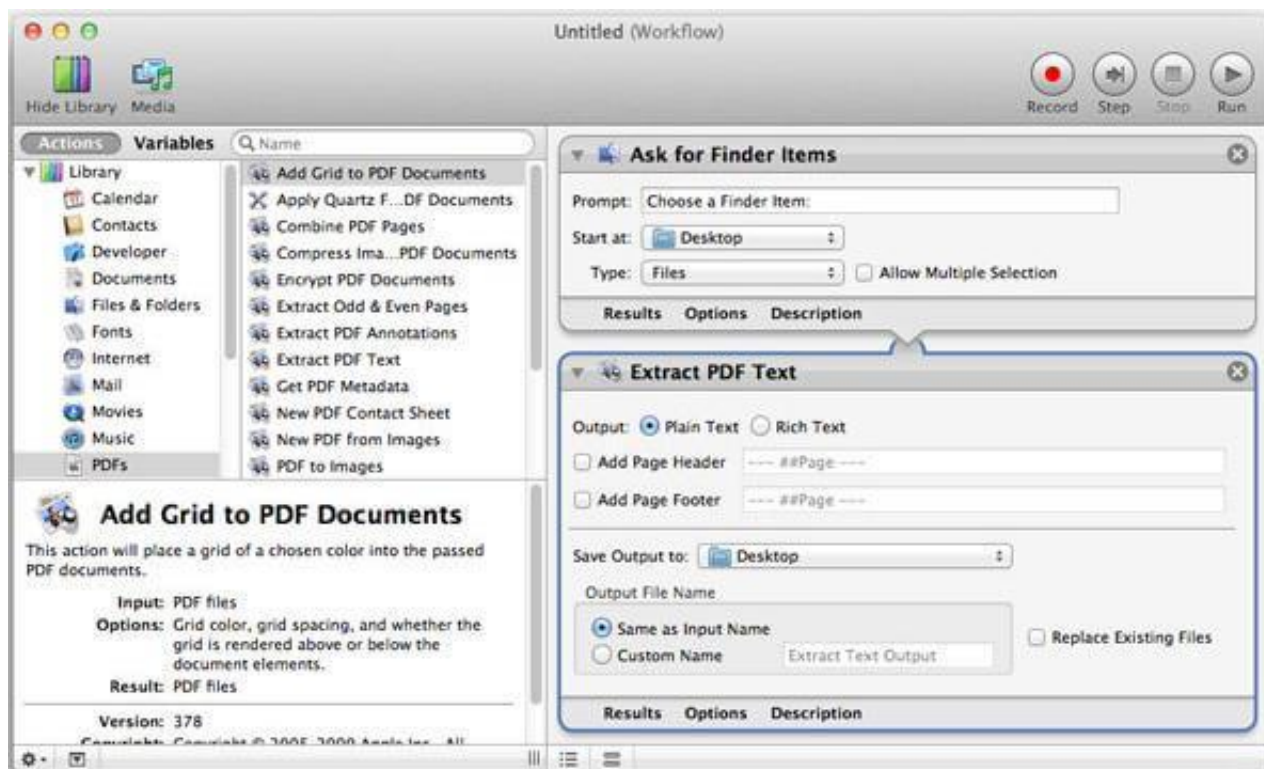 Untitled (Workflow)
Hide Library Media
Record Step Stop Run
Actions Variables Name
Library
Calendar
Contacts
Developer
Documents
Files & Folders
Fonts
Internet
Mail
Movies
Music
PDFs
Add Grid to PDF Documents
Apply Quartz F...DF Documents
Combine PDF Pages
Compress Ima...PDF Documents
Encrypt PDF Documents
Extract Odd & Even Pages
Extract PDF Annotations
Extract PDF Text
Get PDF Metadata
New PDF Contact Sheet
New PDF from Images
PDF to Images
Add Grid to PDF Documents
This action will place a grid of a chosen color into the passed
PDF documents.
Input: PDF files
Options: Grid color, grid spacing, and whether the
grid is rendered above or below the
document elements.
Result: PDF files
Version: 378
Copyright: Copyright © 2005-2009 Apple Inc. All
Ask for Finder Items
Prompt: Choose a Finder Item:
Start at: Desktop
Type: Files Allow Multiple Selection
Results Options Description
Extract PDF Text
Output: Plain Text Rich Text
Add Page Header --- ##Page ---
Add Page Footer --- ##Page ---
Save Output to: Desktop
Output File Name
Same as Input Name
Custom Name Extract Text Output
Replace Existing Files
Results Options Description